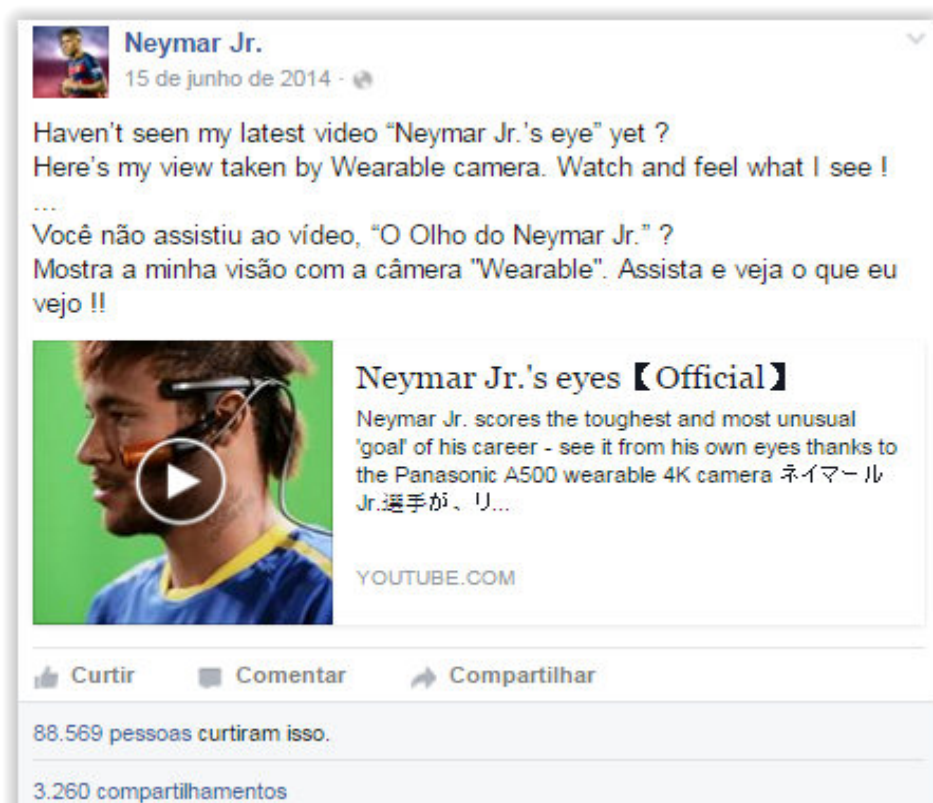 Neymar Jr.
15 de junho de 2014 ·
Haven't seen my latest video “Neymar Jr.'s eye” yet ?
Here's my view taken by Wearable camera. Watch and feel what I see !
...
Você não assistiu ao vídeo, “O Olho do Neymar Jr.” ?
Mostra a minha visão com a câmera "Wearable". Assista e veja o que eu
vejo !!
Neymar Jr.'s eyes【Official】
Neymar Jr. scores the toughest and most unusual
'goal' of his career - see it from his own eyes thanks to
the Panasonic A500 wearable 4K camera ネイマール
Jr.選手が、リ...
YOUTUBE.COM
Curtir Comentar Compartilhar
88.569 pessoas curtiram isso.
3.260 compartilhamentos